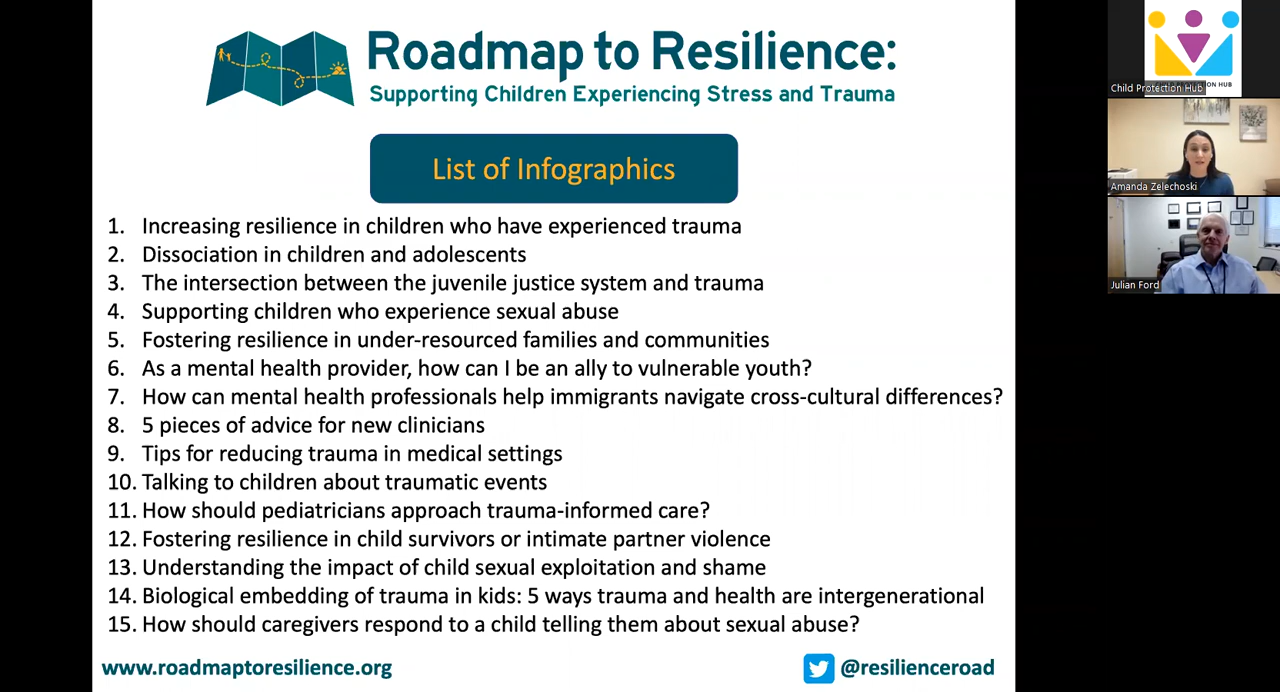 Roadmap to Resilience:
Supporting Children Experiencing Stress and Trauma
List of Infographics
1. Increasing resilience in children who have experienced trauma
2. Dissociation in children and adolescents
3. The intersection between the juvenile justice system and trauma
4. Supporting children who experience sexual abuse
5. Fostering resilience in under-resourced families and communities
6. As a mental health provider, how can I be an ally to vulnerable youth?
7. How can mental health professionals help immigrants navigate cross-cultural differences?
8. 5 pieces of advice for new clinicians
9. Tips for reducing trauma in medical settings
10. Talking to children about traumatic events
11. How should pediatricians approach trauma-informed care?
12. Fostering resilience in child survivors or intimate partner violence
13. Understanding the impact of child sexual exploitation and shame
14. Biological embedding of trauma in kids: 5 ways trauma and health are intergenerational
15. How should caregivers respond to a child telling them about sexual abuse?
www.roadmaptoresilience.org
@resilienceroad
Child Protection Hub
HUB
Amanda Zelechoski
Julian Ford